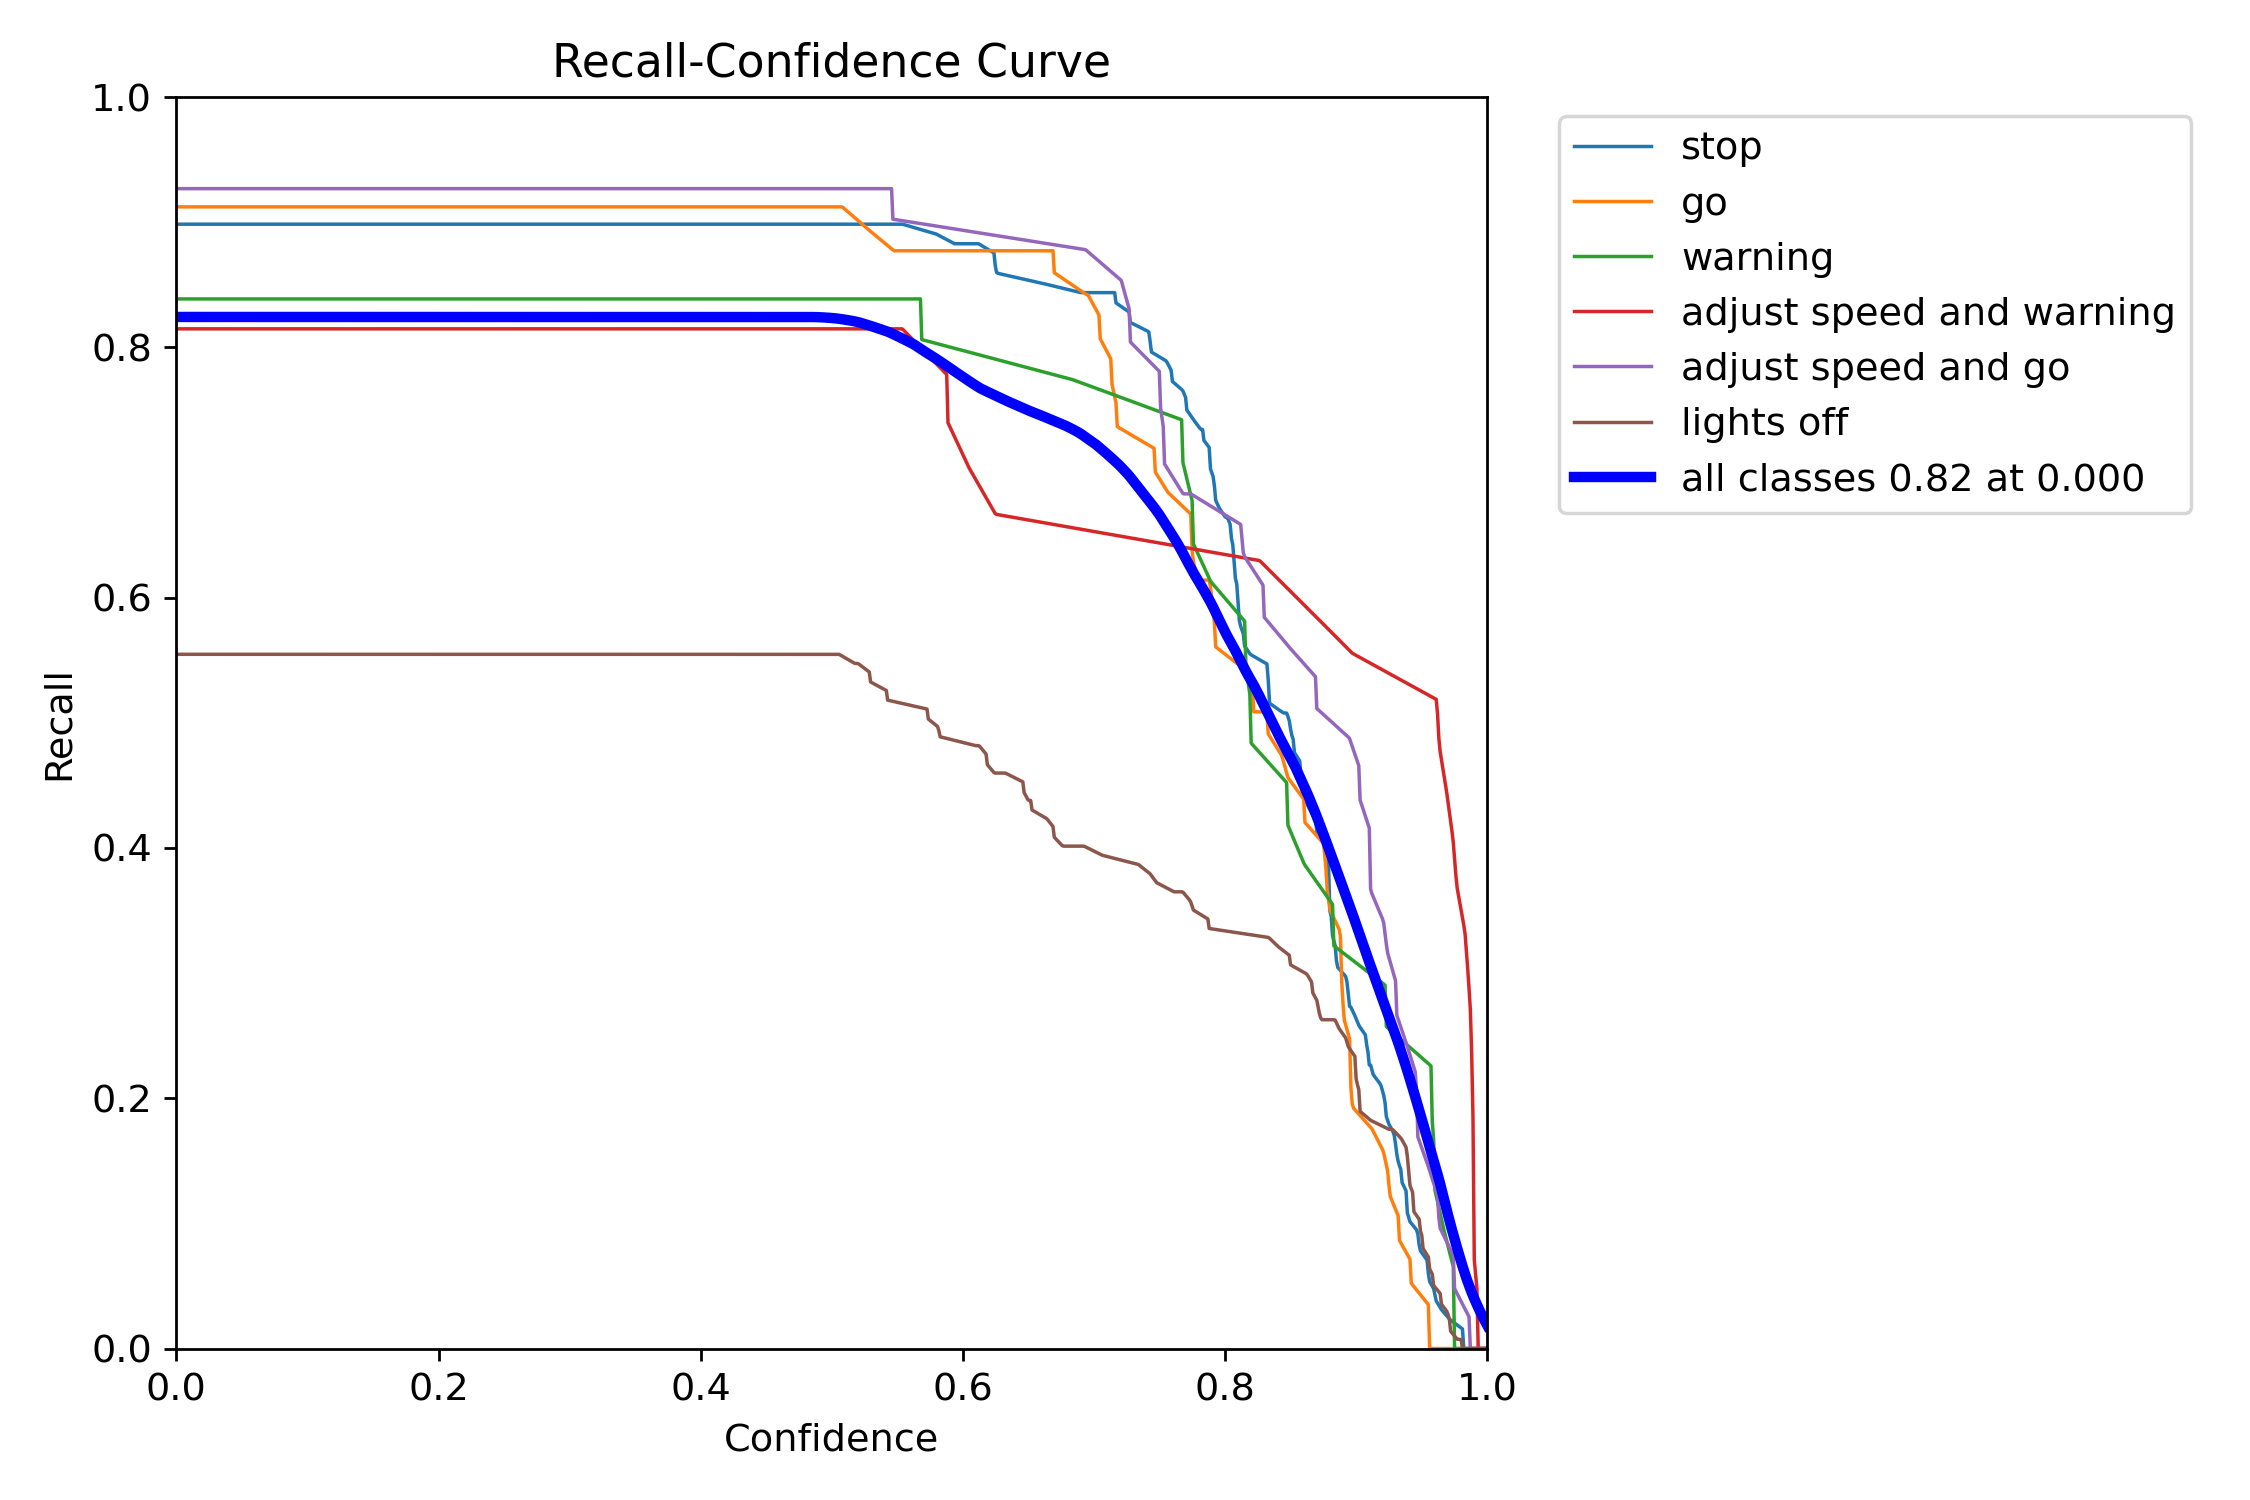 Recall-Confidence Curve
1.0
0.8
0.6
0.4
0.2
0.0
Recall
0.0 0.2 0.4 0.6 0.8 1.0
Confidence
stop
go
warning
adjust speed and warning
adjust speed and go
lights off
all classes 0.82 at 0.000